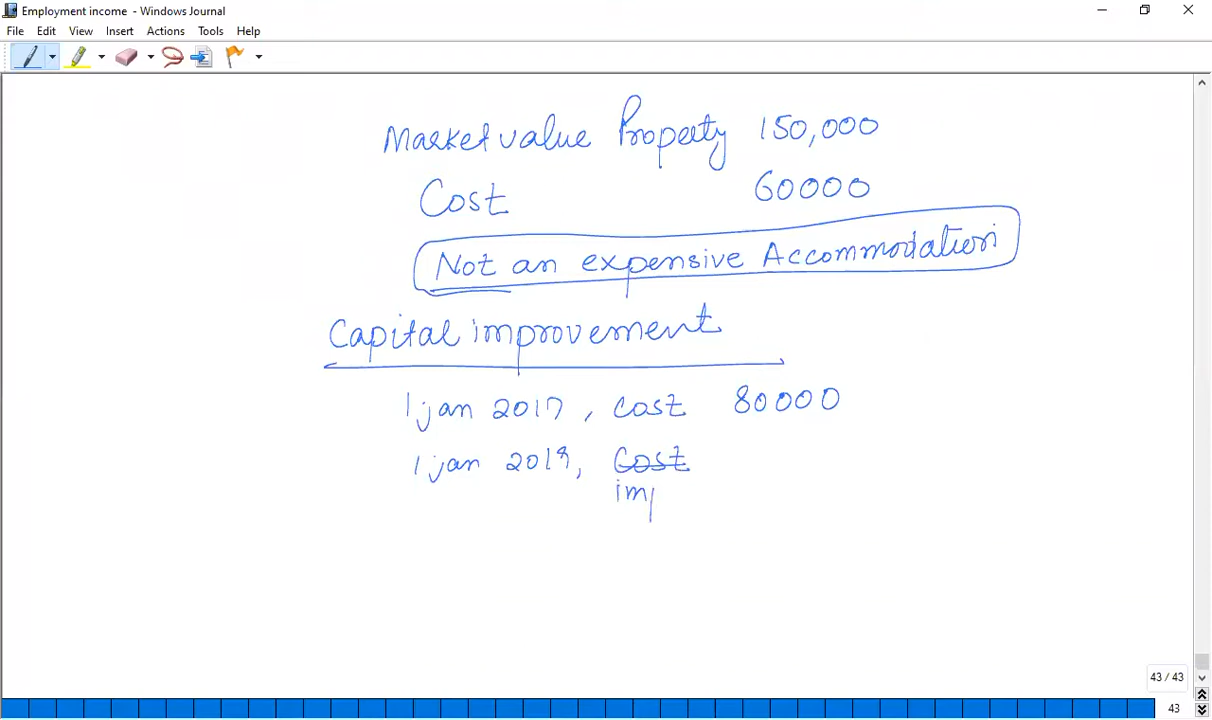 Employment income - Windows Journal
File Edit View Insert Actions Tools Help
Market value Property 150,000
Cost 60000
Not an expensive Accommodation
Capital improvement
1 jan 2017, cost 80000
1 jan 2019, Cost
imp
43 / 43
43